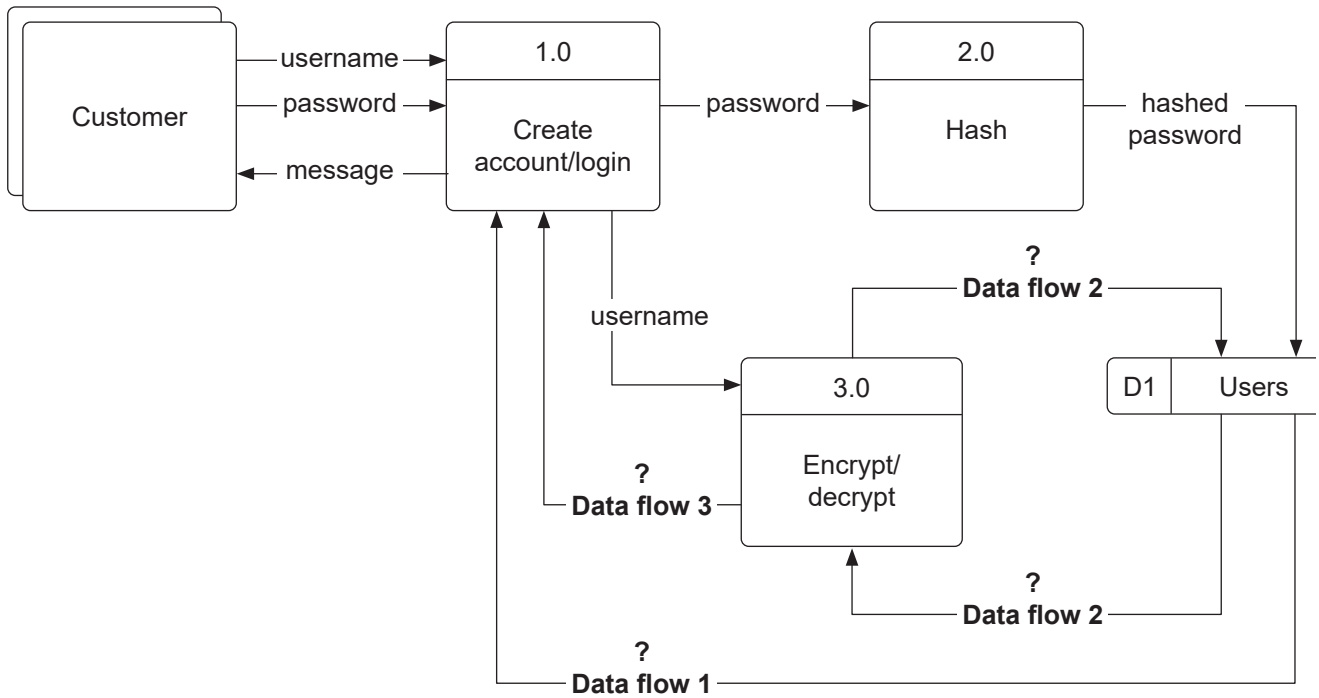 username
1.0
2.0
password
hashed
password
Customer
password
Create
account/login
Hash
message
?
Data flow 2
username
3.0
D1
Users
Encrypt/
decrypt
?
Data flow 3
?
Data flow 2
?
Data flow 1